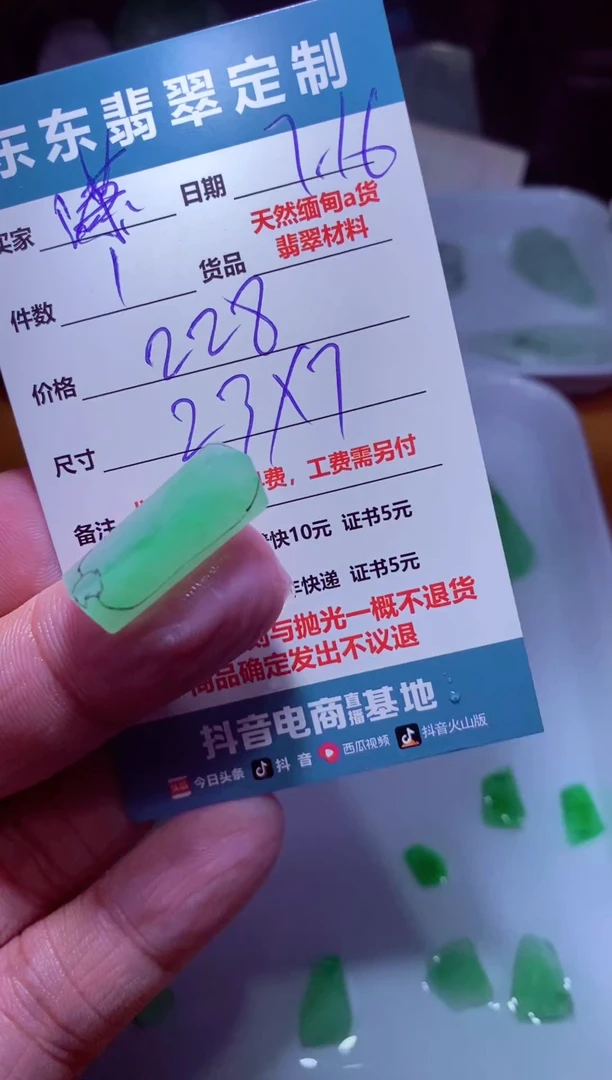 东东翡翠定制
买家 日期 7.16
件数 1 货品 天然缅甸a货
翡翠材料
价格 228
尺寸 23X7
费，工费需另付
备注 快10元 证书5元
快递 证书5元
与抛光一概不退货
商品确定发出不议退
抖音电商直播基地
头条 今日头条 抖音 西瓜视频 抖音火山版